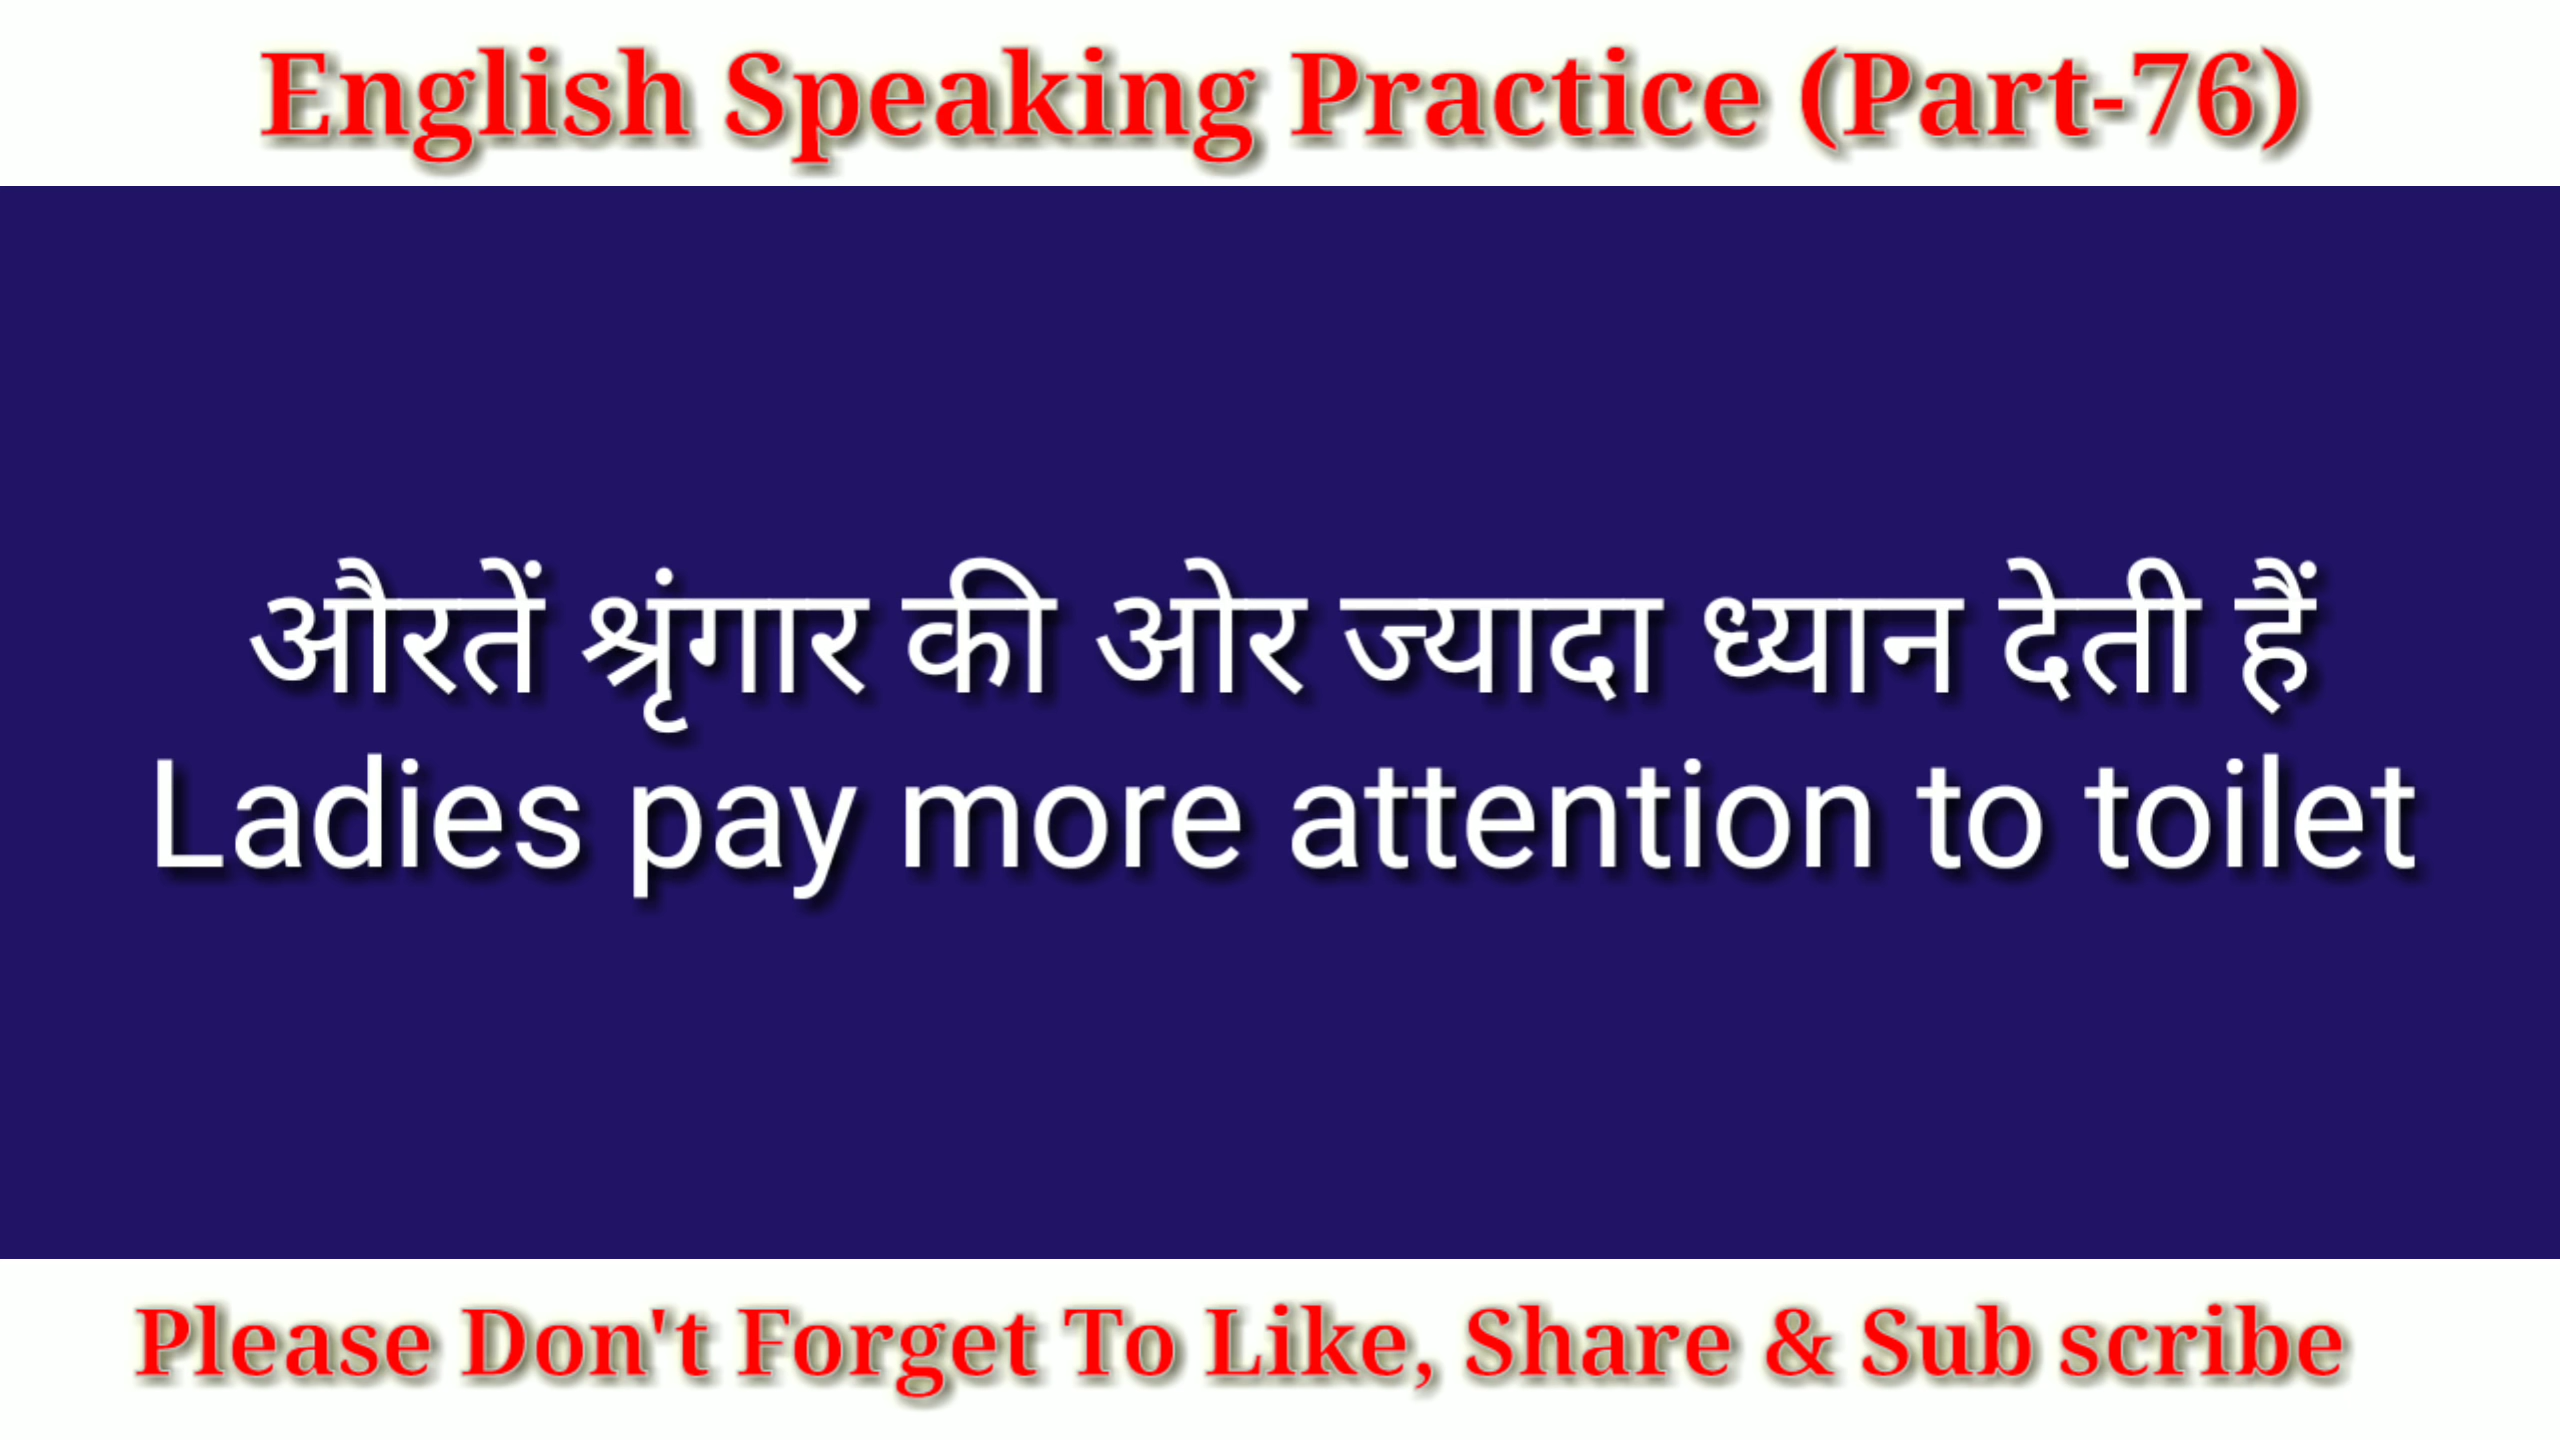 English Speaking Practice (Part-76)
औरतें श्रृंगार की ओर ज्यादा ध्यान देती हैं
Ladies pay more attention to toilet
Please Don't Forget To Like, Share & Sub scribe